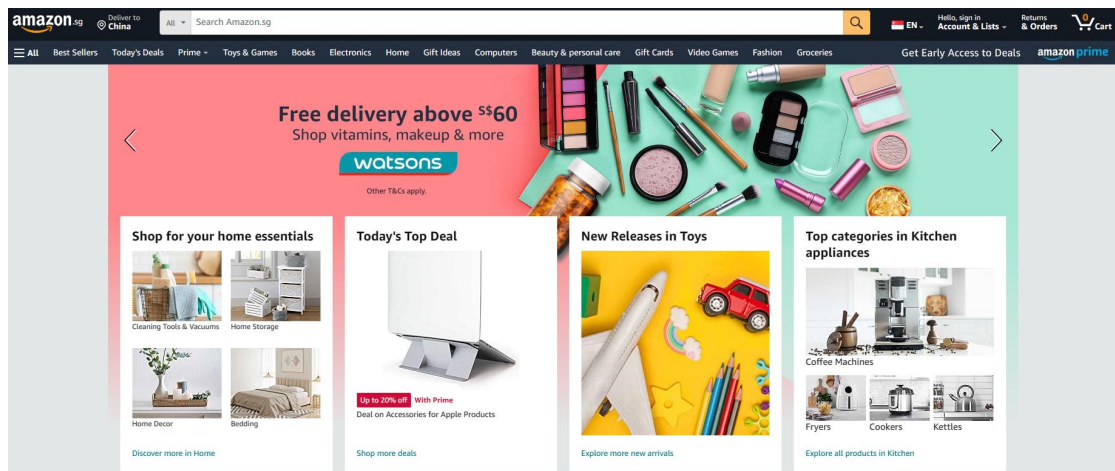 amazon.sg
Deliver to
China
All
Search Amazon.sg
EN
Hello, sign in
Account & Lists
Returns
& Orders
0
Cart
All
Best Sellers
Today's Deals
Prime
Toys & Games
Books
Electronics
Home
Gift Ideas
Computers
Beauty & personal care
Gift Cards
Video Games
Fashion
Groceries
Get Early Access to Deals
amazon prime
Free delivery above S$60
Shop vitamins, makeup & more
watsons
Other T&Cs apply.
Shop for your home essentials
Cleaning Tools & Vacuums
Home Storage
Home Decor
Bedding
Discover more in Home
Today's Top Deal
Up to 20% off With Prime
Deal on Accessories for Apple Products
Shop more deals
New Releases in Toys
Explore more new arrivals
Top categories in Kitchen
appliances
Coffee Machines
Fryers
Cookers
Kettles
Explore all products in Kitchen